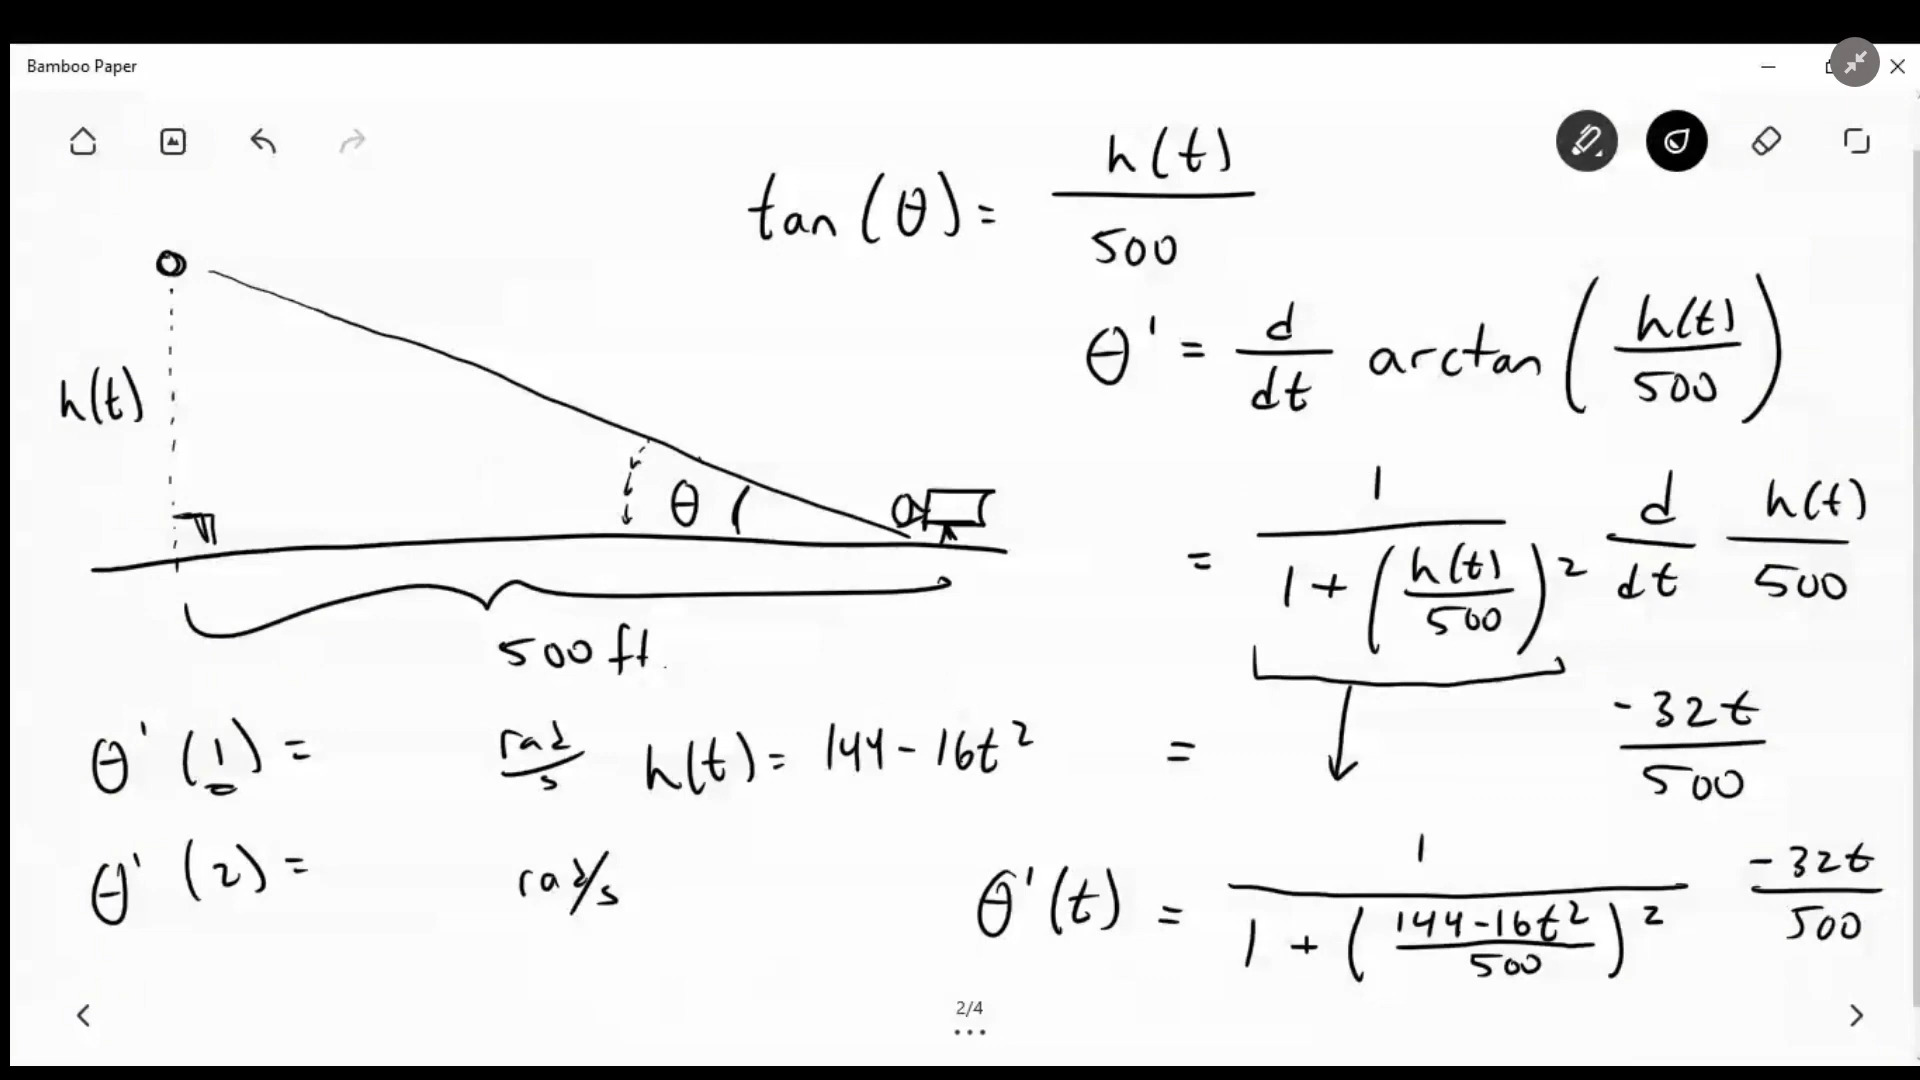 Bamboo Paper
tan(θ) = h(t)/500
h(t)
θ
500 ft.
θ' = d/dt arctan(h(t)/500)
= 1/(1+(h(t)/500)²) d/dt h(t)/500
= -32t/500
θ'(1) = rad/s
h(t) = 144-16t²
θ'(2) = rad/s
θ'(t) = 1/(1+((144-16t²)/500)²) -32t/500
2/4